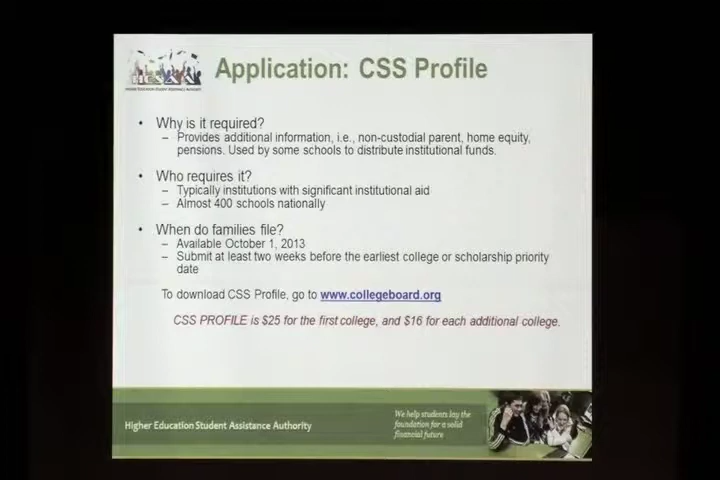 Application: CSS Profile
• Why is it required?
– Provides additional information, i.e., non-custodial parent, home equity,
pensions. Used by some schools to distribute institutional funds.
• Who requires it?
– Typically institutions with significant institutional aid
– Almost 400 schools nationally
• When do families file?
– Available October 1, 2013
– Submit at least two weeks before the earliest college or scholarship priority
date
To download CSS Profile, go to www.collegeboard.org
CSS PROFILE is $25 for the first college, and $16 for each additional college.
Higher Education Student Assistance Authority
We help students lay the
foundation for a solid
financial future